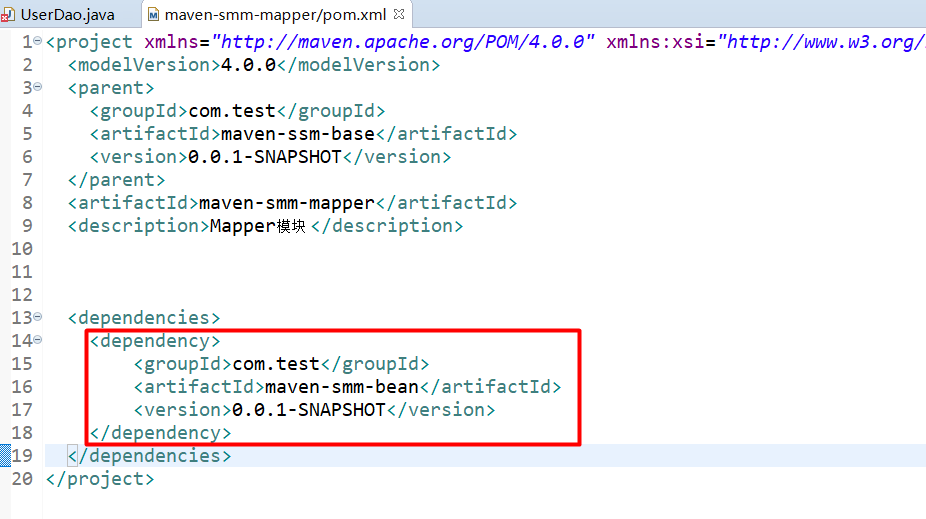 UserDao.java maven-smm-mapper/pom.xml
1 <project xmlns="http://maven.apache.org/POM/4.0.0" xmlns:xsi="http://www.w3.org/
2 <modelVersion>4.0.0</modelVersion>
3 <parent>
4 <groupId>com.test</groupId>
5 <artifactId>maven-ssm-base</artifactId>
6 <version>0.0.1-SNAPSHOT</version>
7 </parent>
8 <artifactId>maven-smm-mapper</artifactId>
9 <description>Mapper模块</description>
10
11
12
13 <dependencies>
14 <dependency>
15 <groupId>com.test</groupId>
16 <artifactId>maven-smm-bean</artifactId>
17 <version>0.0.1-SNAPSHOT</version>
18 </dependency>
19 </dependencies>
20 </project>